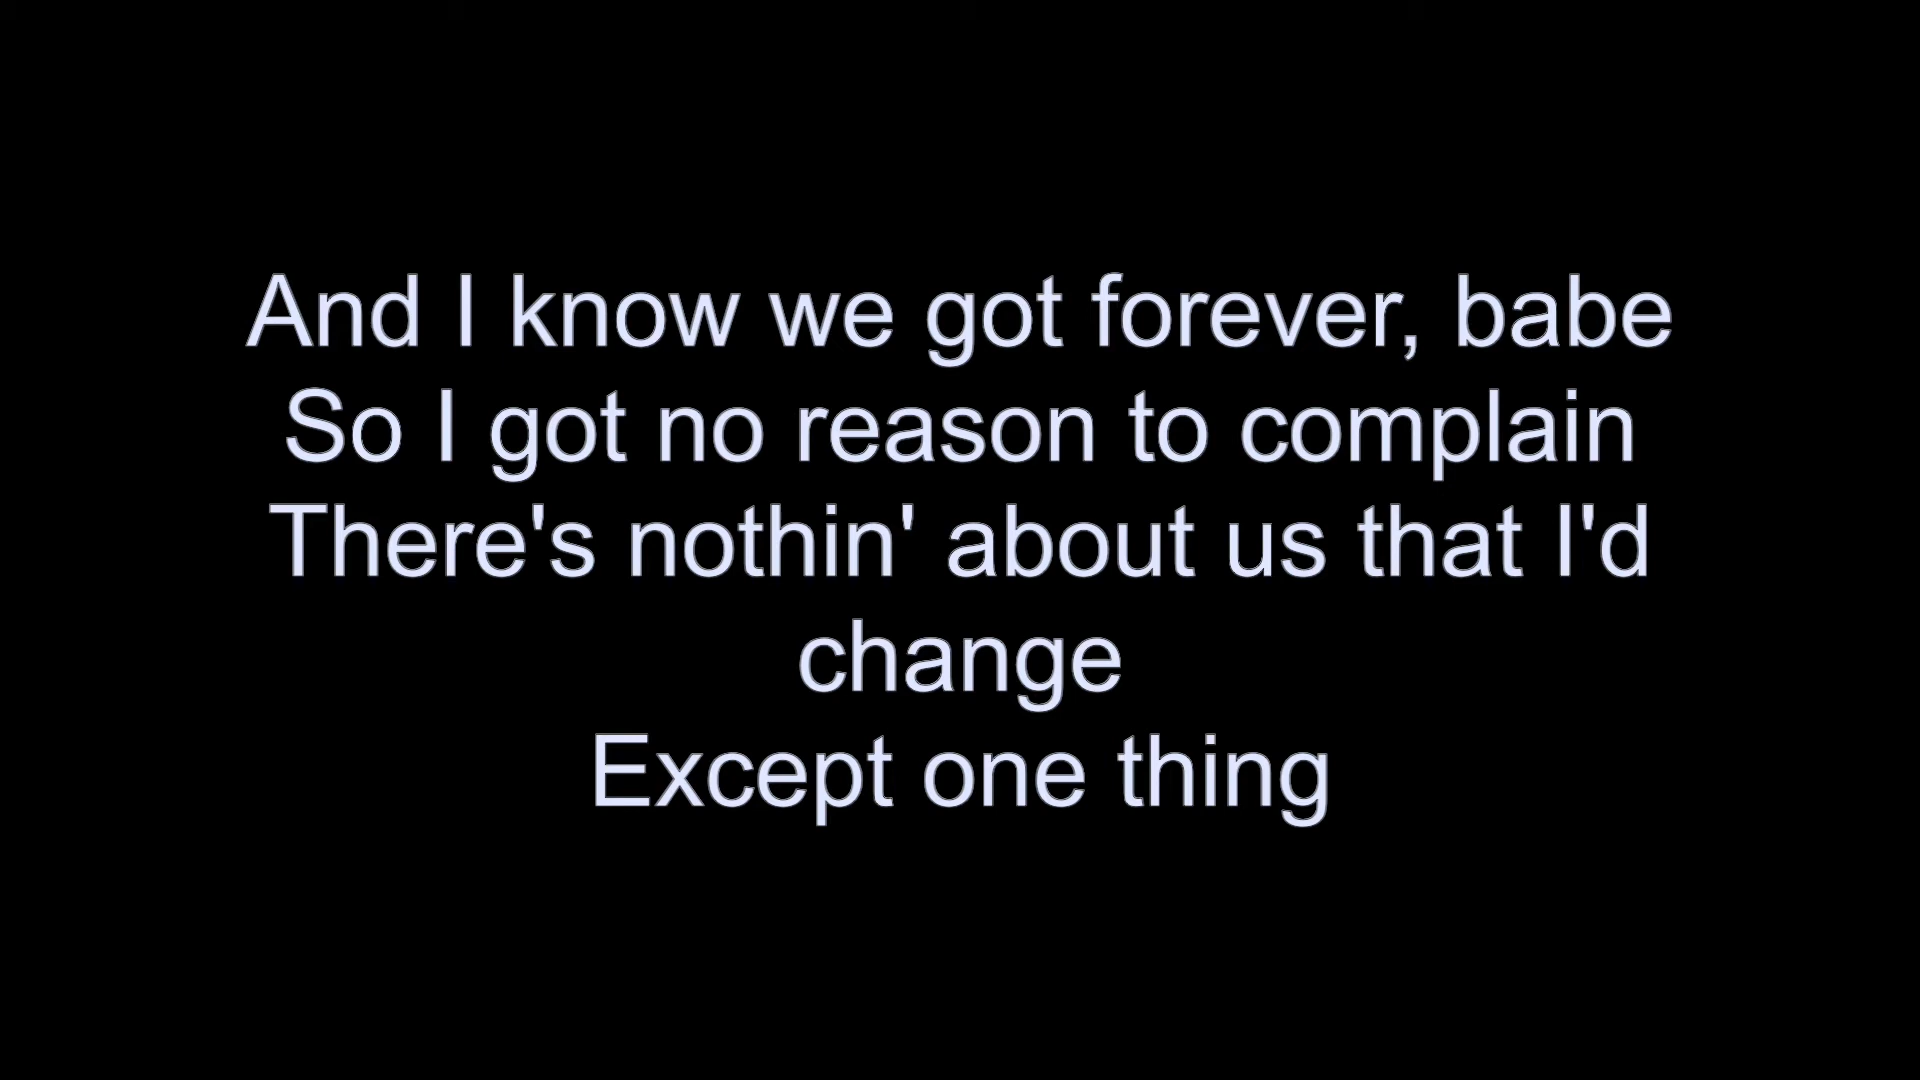 And I know we got forever, babe
So I got no reason to complain
There's nothin' about us that I'd
change
Except one thing